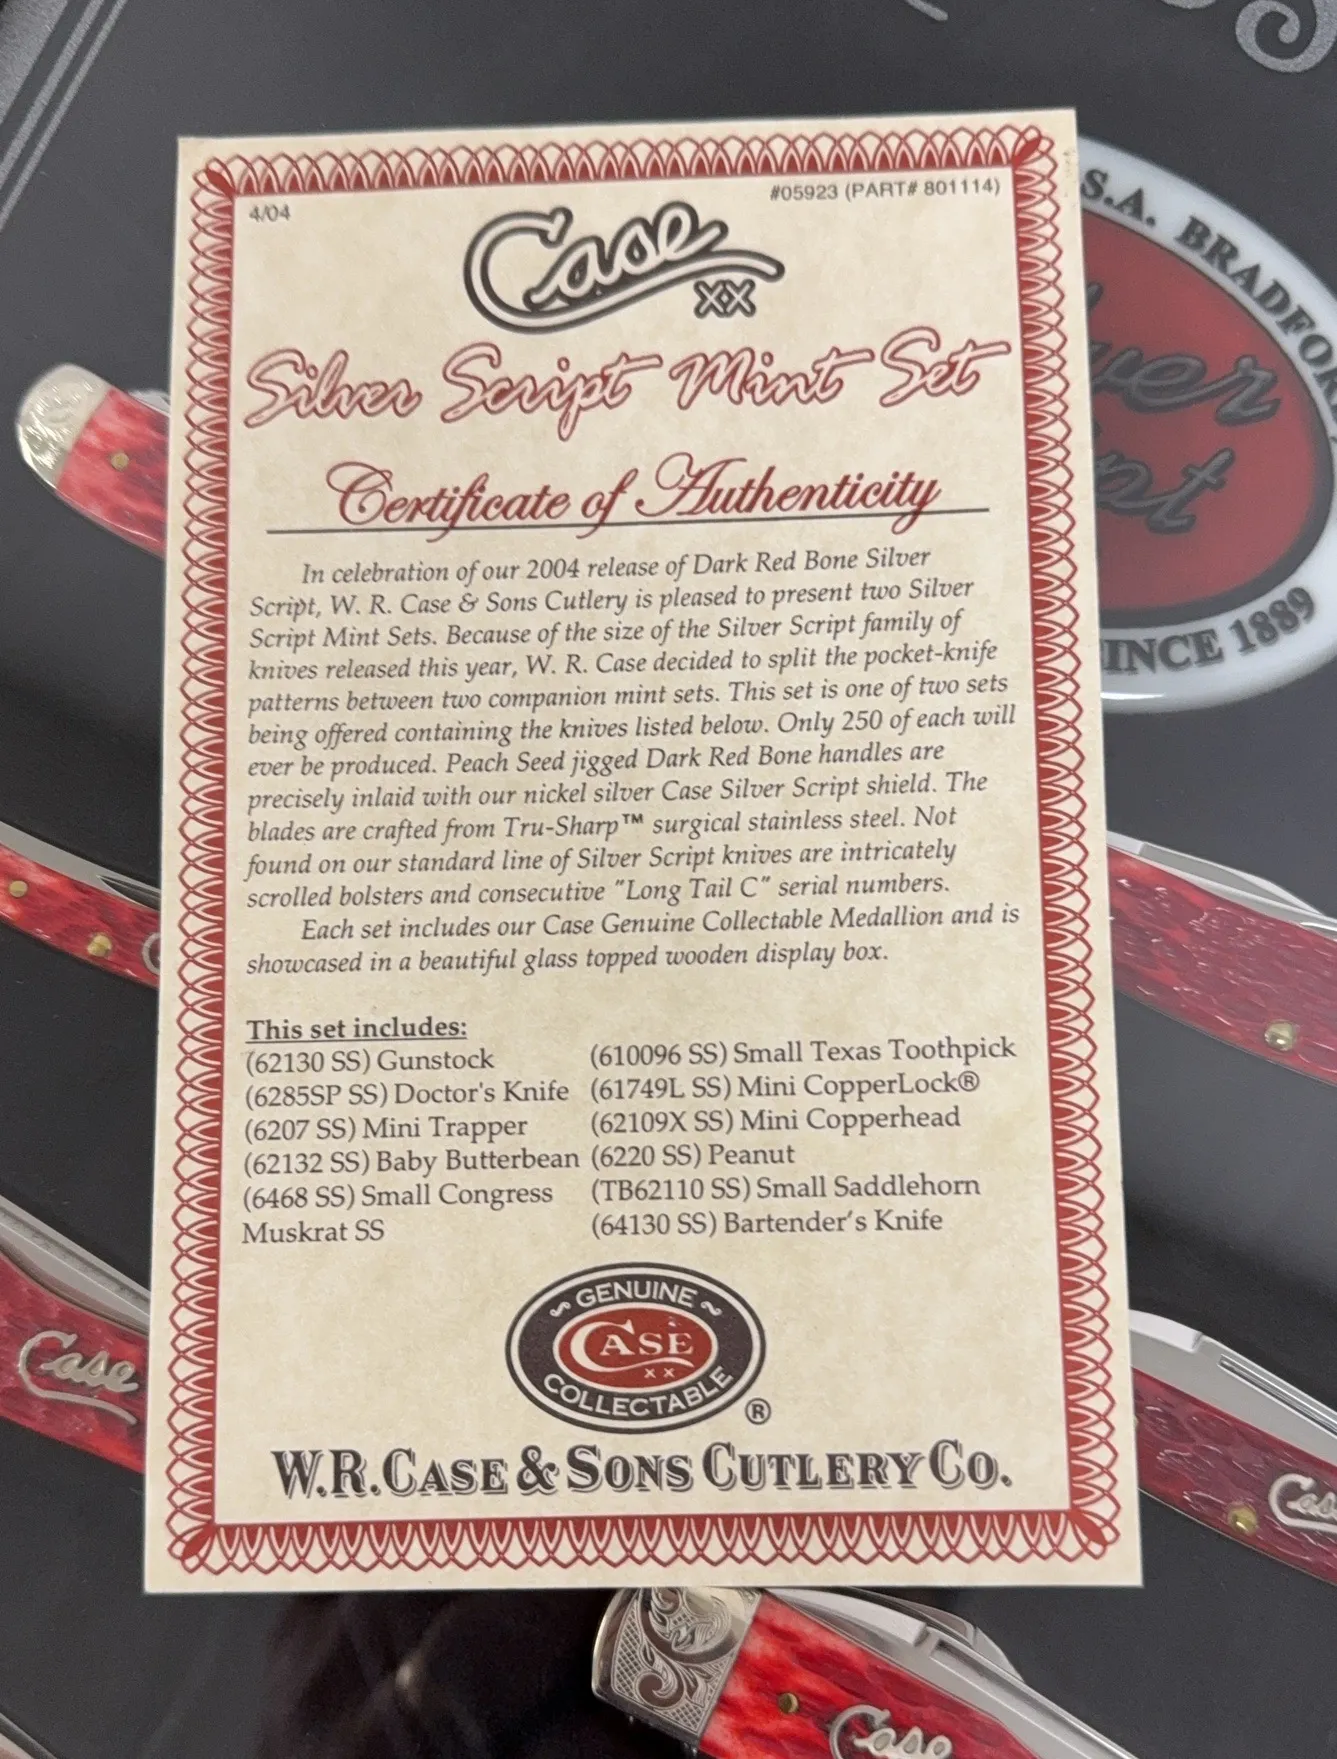 4/04
#05923 (PART# 801114)
Case
XX
Silver Script Mint Set
Certificate of Authenticity
In celebration of our 2004 release of Dark Red Bone Silver
Script, W. R. Case & Sons Cutlery is pleased to present two Silver
Script Mint Sets. Because of the size of the Silver Script family of
knives released this year, W. R. Case decided to split the pocket-knife
patterns between two companion mint sets. This set is one of two sets
being offered containing the knives listed below. Only 250 of each will
ever be produced. Peach Seed jigged Dark Red Bone handles are
precisely inlaid with our nickel silver Case Silver Script shield. The
blades are crafted from Tru-Sharp™ surgical stainless steel. Not
found on our standard line of Silver Script knives are intricately
scrolled bolsters and consecutive "Long Tail C" serial numbers.
Each set includes our Case Genuine Collectable Medallion and is
showcased in a beautiful glass topped wooden display box.
This set includes:
(62130 SS) Gunstock
(6285SP SS) Doctor's Knife
(6207 SS) Mini Trapper
(62132 SS) Baby Butterbean
(6468 SS) Small Congress
Muskrat SS
(610096 SS) Small Texas Toothpick
(61749L SS) Mini CopperLock®
(62109X SS) Mini Copperhead
(6220 SS) Peanut
(TB62110 SS) Small Saddlehorn
(64130 SS) Bartender's Knife
GENUINE
CASE
XX
COLLECTABLE
®
W.R. CASE & SONS CUTLERY CO.
S.A. BRADFOR
SINCE 1889
Case
Case